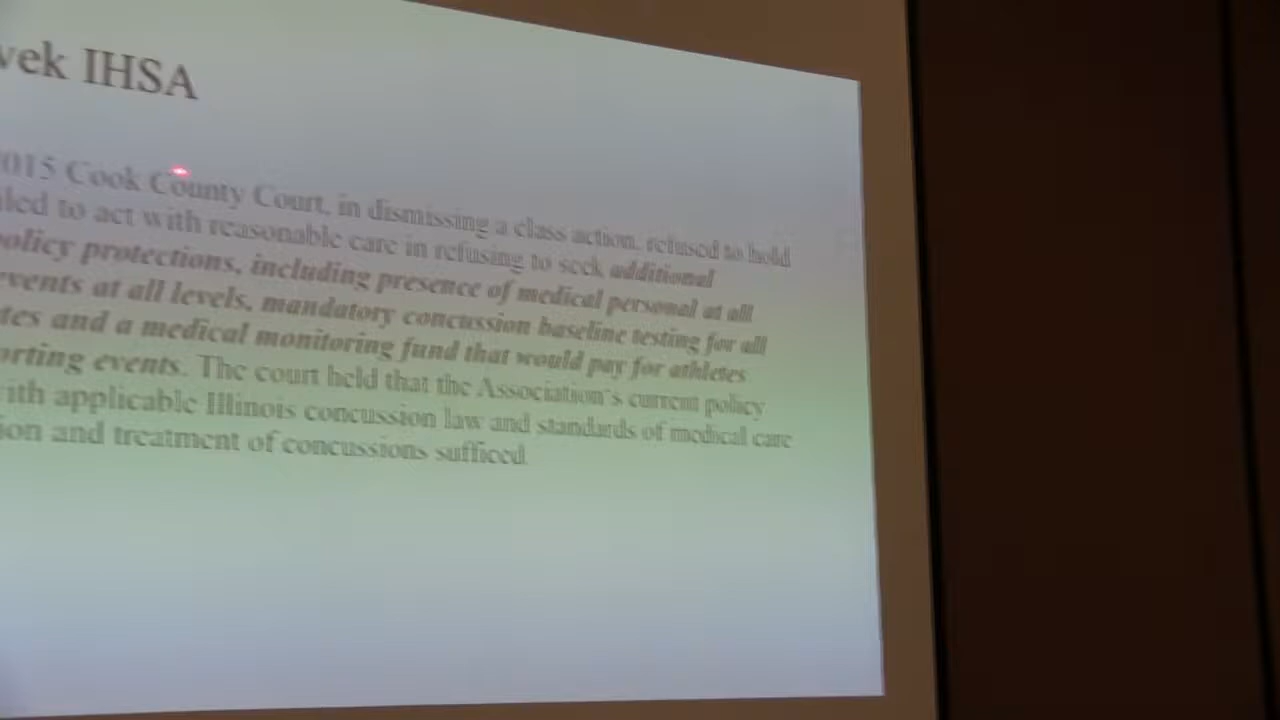 vek IHSA
2015 Cook County Court, in dismissing a class action, refused to hold
iled to act with reasonable care in refusing to seek additional
policy protections, including presence of medical personal at all
events at all levels, mandatory concussion baseline testing for all
tes and a medical monitoring fund that would pay for athletes
orting events. The court held that the Association's current policy
ith applicable Illinois concussion law and standards of medical care
ion and treatment of concussions sufficed.